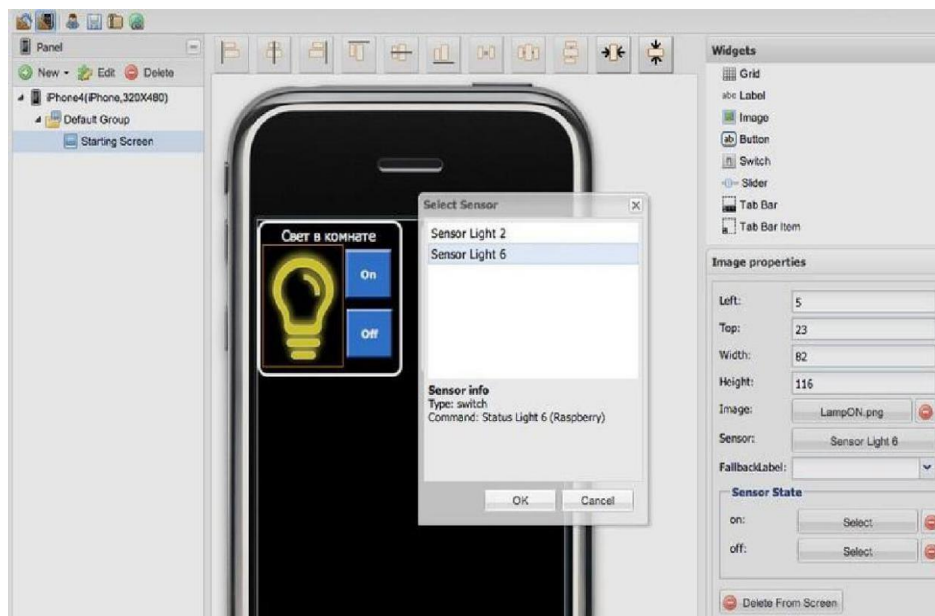 Panel
New
Edit
Delete
iPhone4(iPhone,320X480)
Default Group
Starting Screen
Свет в комнате
On
Off
Select Sensor
Sensor Light 2
Sensor Light 6
Sensor info
Type: switch
Command: Status Light 6 (Raspberry)
OK
Cancel
Widgets
Grid
abc Label
Image
ab Button
Switch
Slider
Tab Bar
Tab Bar Item
Image properties
Left: 5
Top: 23
Width: 82
Height: 116
Image: LampON.png
Sensor: Sensor Light 6
FallbackLabel:
Sensor State
on: Select
off: Select
Delete From Screen